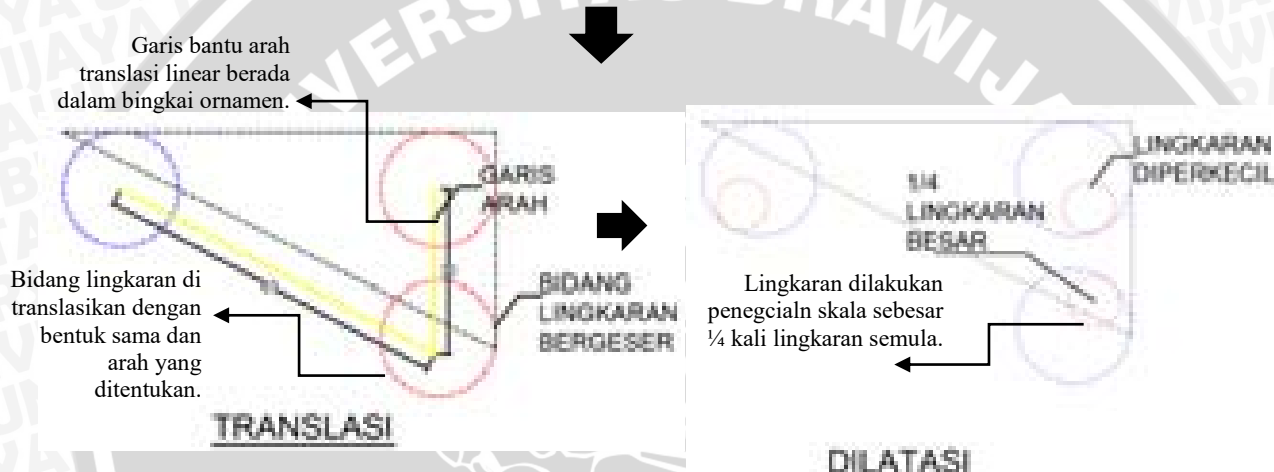 Garis bantu arah
translasi linear berada
dalam bingkai ornamen.
GARIS
ARAH
Bidang lingkaran di
translasikan dengan
bentuk sama dan
arah yang
ditentukan.
BIDANG
LINGKARAN
BERGESER
TRANSLASI
LINGKARAN
DIPERKECIL
1/4
LINGKARAN
BESAR
Lingkaran dilakukan
penegcialn skala sebesar
¼ kali lingkaran semula.
DILATASI